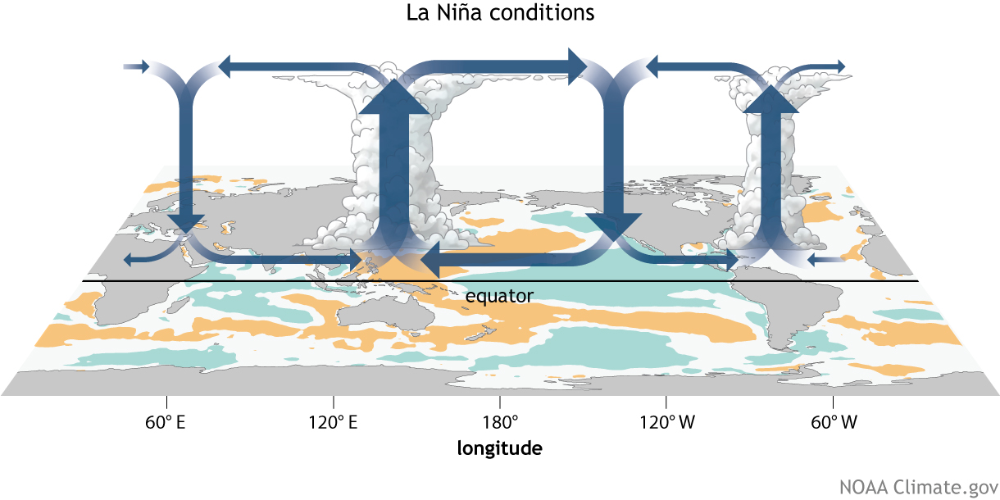 La Niña conditions
equator
60° E 120° E 180° 120° W 60° W
longitude
NOAA Climate.gov